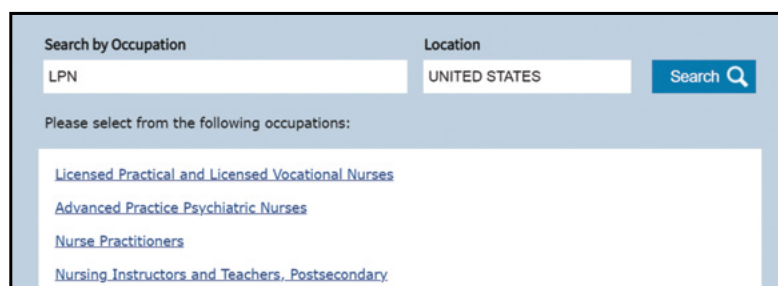 Search by Occupation Location
LPN UNITED STATES Search
Please select from the following occupations:
Licensed Practical and Licensed Vocational Nurses
Advanced Practice Psychiatric Nurses
Nurse Practitioners
Nursing Instructors and Teachers, Postsecondary